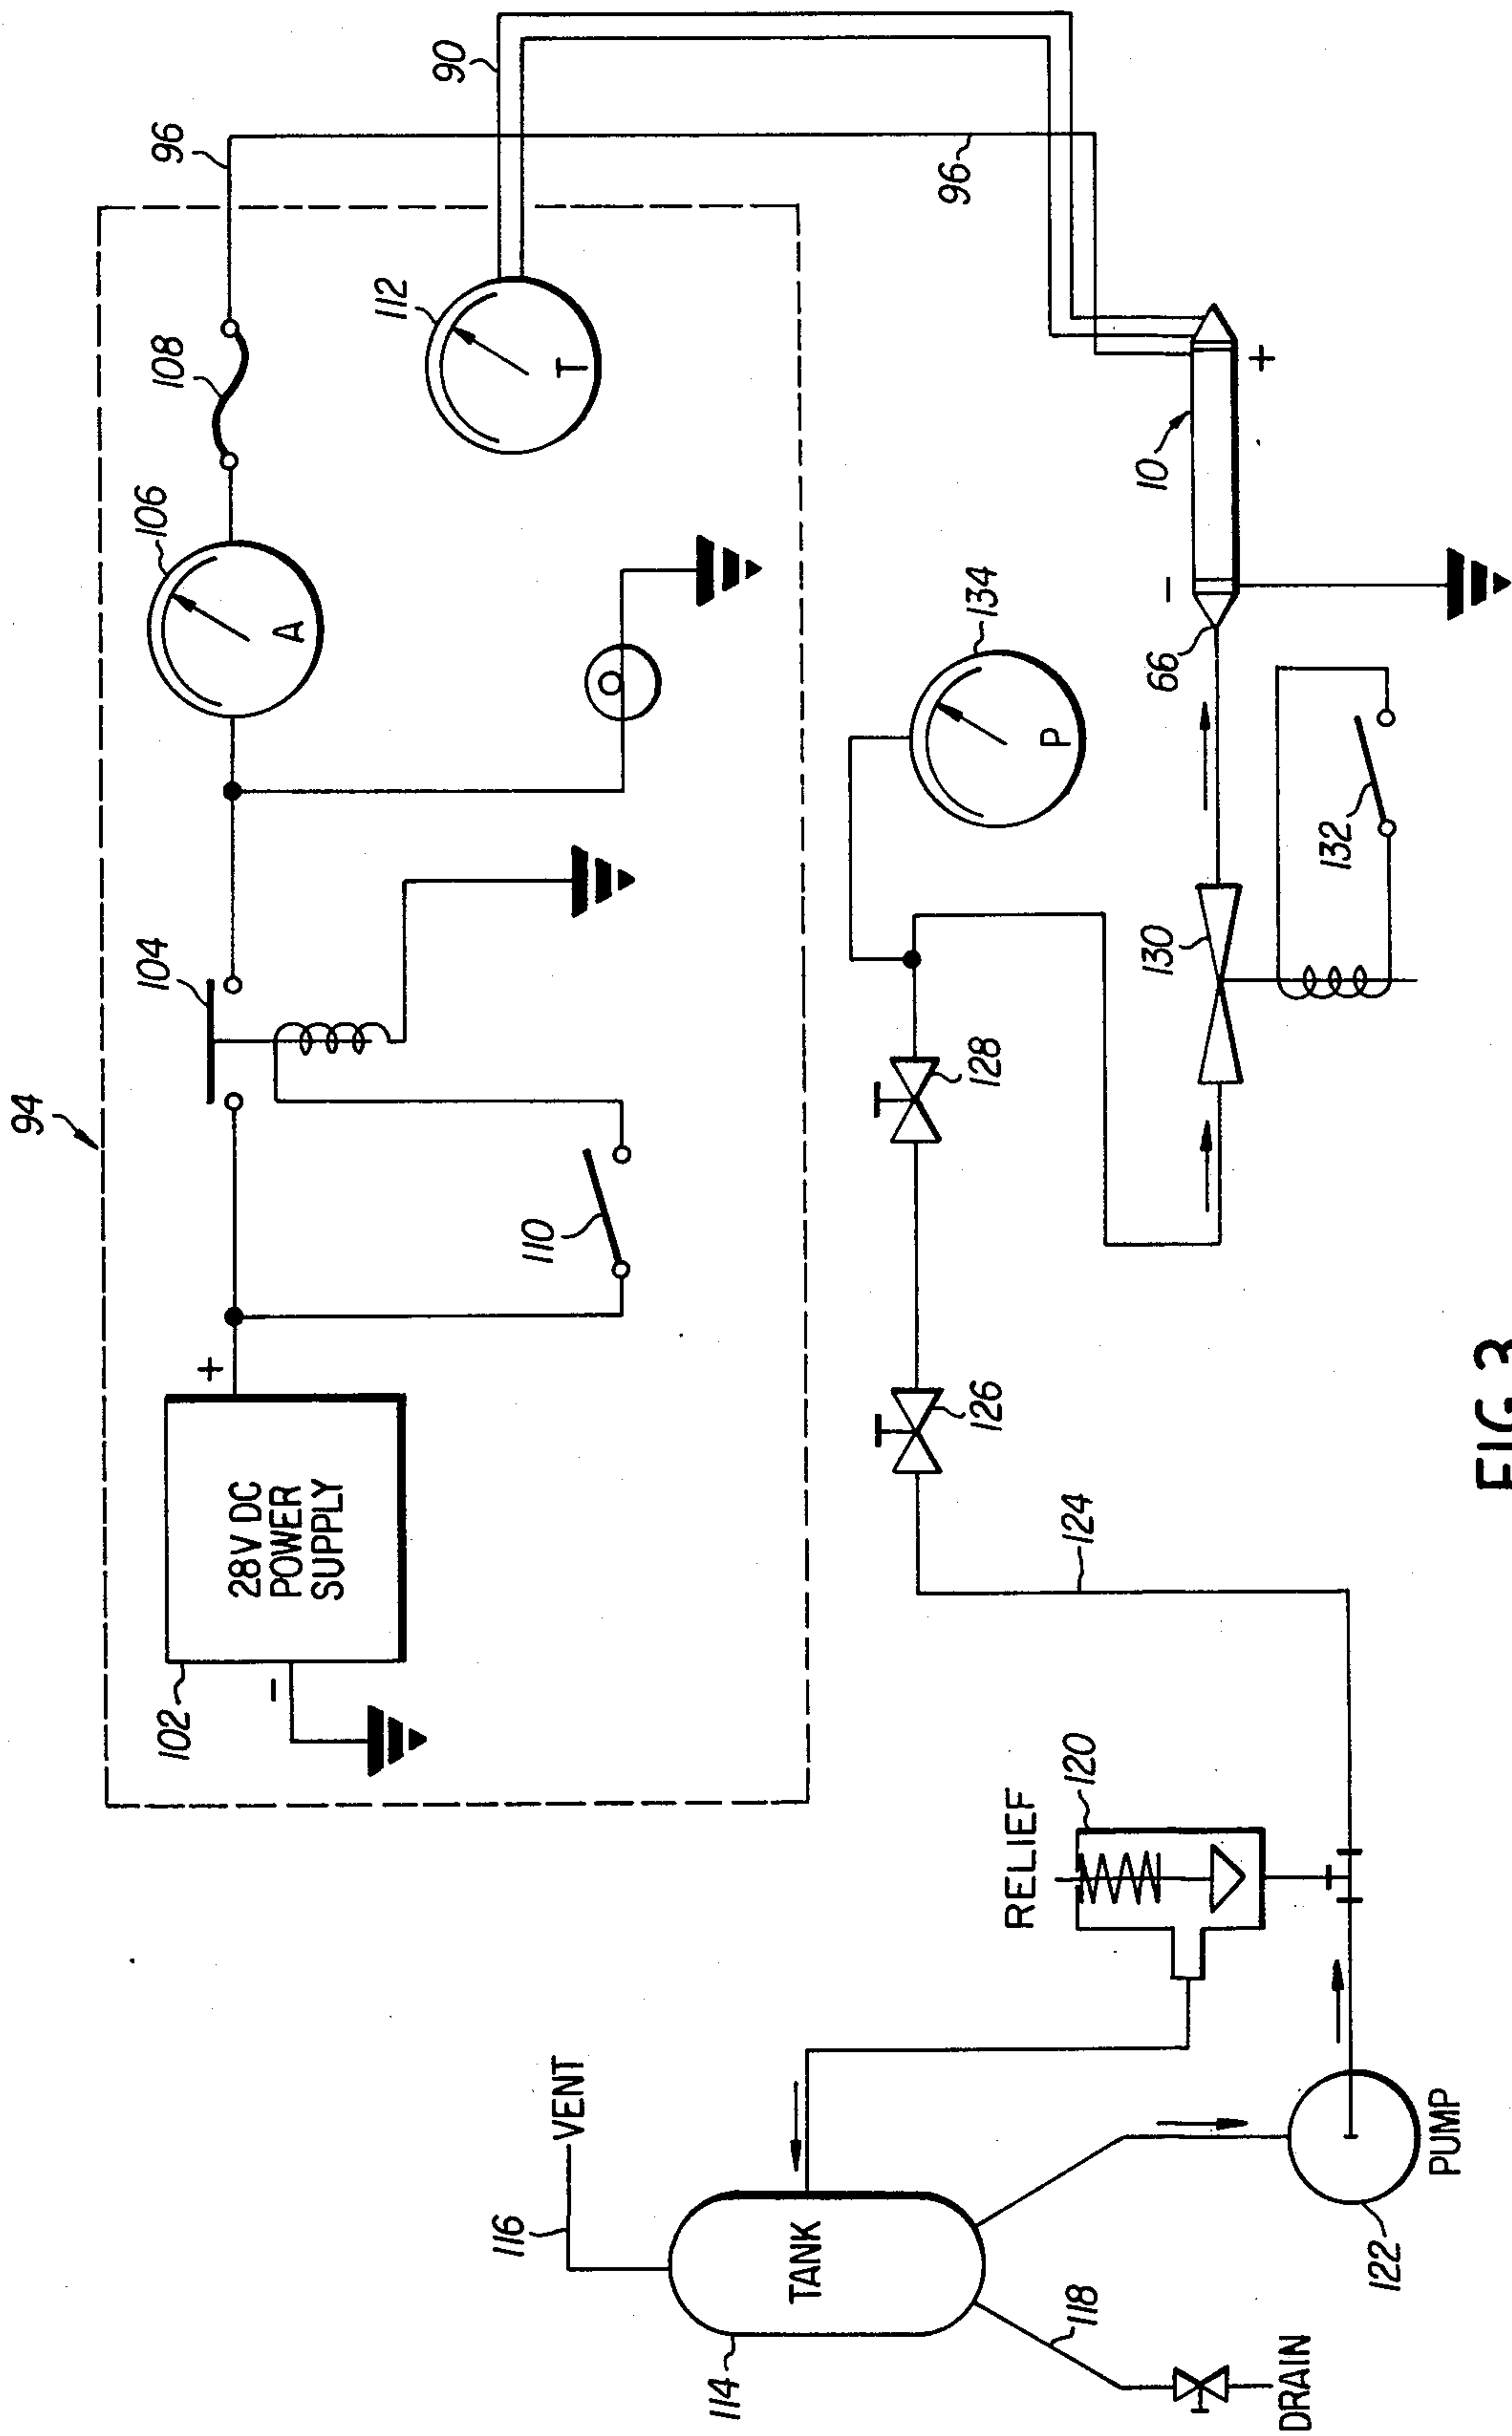 94
96
90
104
106
A
108
112
T
102
28V DC
POWER
SUPPLY
+
−
110
96
134
P
126
128
124
130
132
66
−
10
+
RELIEF
120
VENT
116
TANK
114
118
DRAIN
122
PUMP
FIG. 3